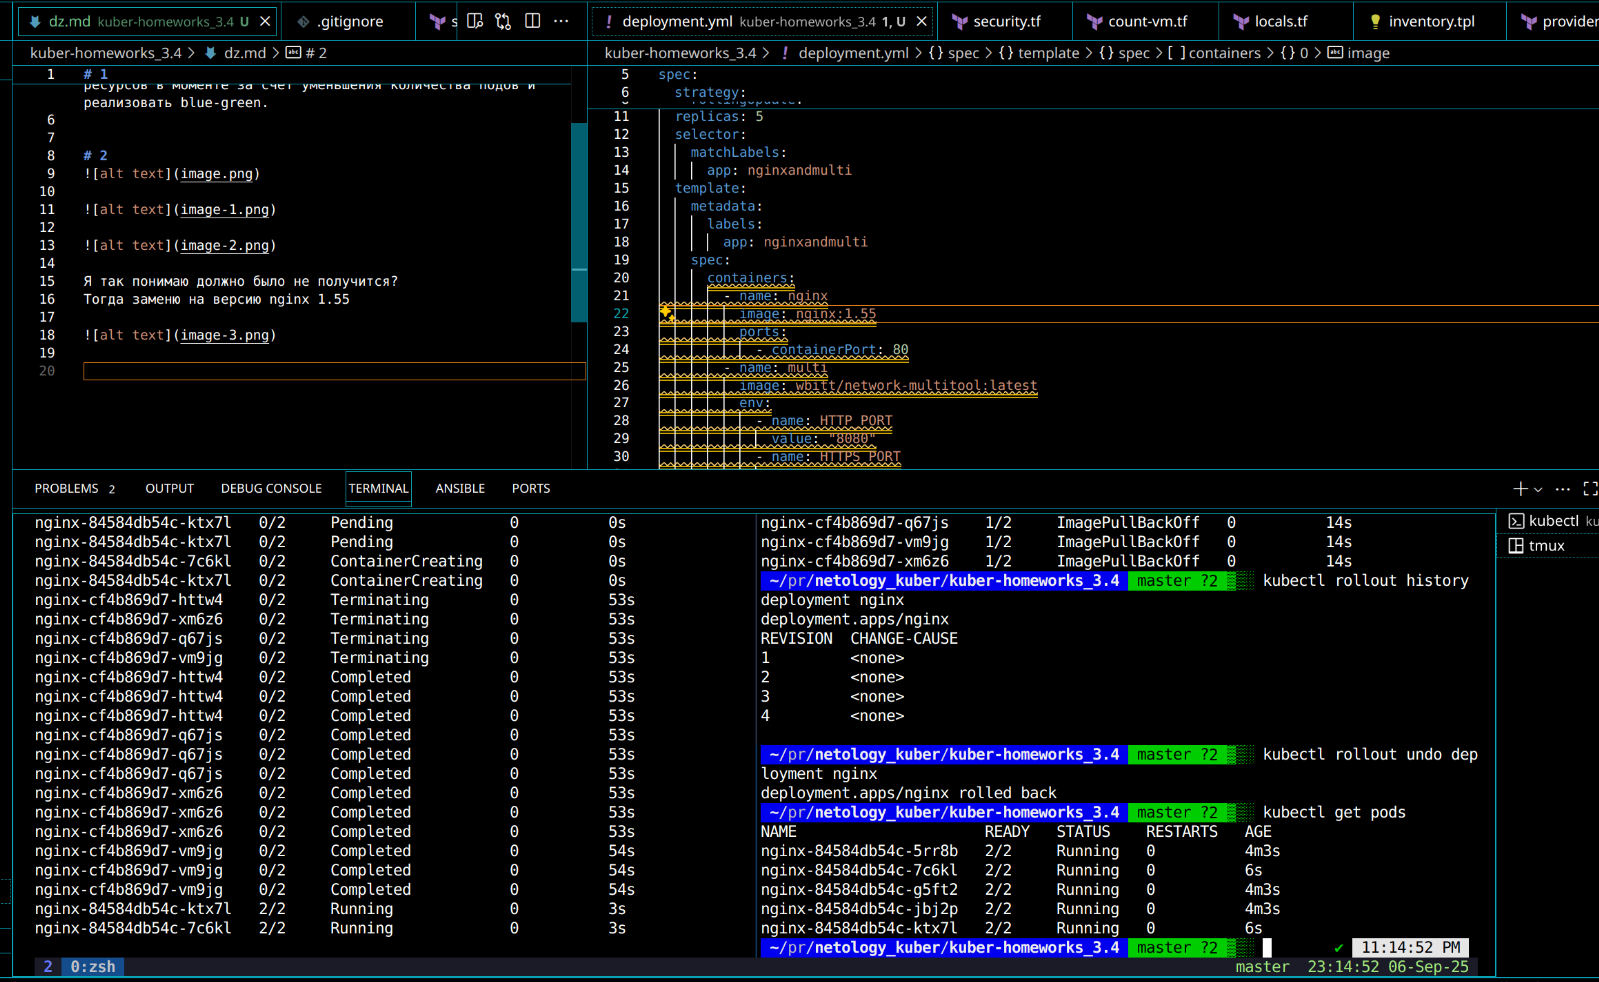 dz.md kuber-homeworks_3.4 U
.gitignore
deployment.yml kuber-homeworks_3.4 1, U
security.tf
count-vm.tf
locals.tf
inventory.tpl
kuber-homeworks_3.4 > dz.md > # 2
kuber-homeworks_3.4 > ! deployment.yml > {} spec > {} template > {} spec > [ ] containers > {} 0 > image
1 # 1
ресурсов в моменте за счет уменьшения количества подов и
реализовать blue-green.
6
7
8 # 2
9 ![alt text](image.png)
10
11 ![alt text](image-1.png)
12
13 ![alt text](image-2.png)
14
15 Я так понимаю должно было не получится?
16 Тогда заменю на версию nginx 1.55
17
18 ![alt text](image-3.png)
19
20
5 spec:
6 strategy:
8 rollingUpdate:
11 replicas: 5
12 selector:
13 matchLabels:
14 app: nginxandmulti
15 template:
16 metadata:
17 labels:
18 app: nginxandmulti
19 spec:
20 containers:
21 - name: nginx
22 image: nginx:1.55
23 ports:
24 - containerPort: 80
25 - name: multi
26 image: wbitt/network-multitool:latest
27 env:
28 - name: HTTP_PORT
29 value: "8080"
30 - name: HTTPS_PORT
PROBLEMS 2 OUTPUT DEBUG CONSOLE TERMINAL ANSIBLE PORTS
nginx-84584db54c-ktx7l 0/2 Pending 0 0s
nginx-84584db54c-ktx7l 0/2 Pending 0 0s
nginx-84584db54c-7c6kl 0/2 ContainerCreating 0 0s
nginx-84584db54c-ktx7l 0/2 ContainerCreating 0 0s
nginx-cf4b869d7-httw4 0/2 Terminating 0 53s
nginx-cf4b869d7-xm6z6 0/2 Terminating 0 53s
nginx-cf4b869d7-q67js 0/2 Terminating 0 53s
nginx-cf4b869d7-vm9jg 0/2 Terminating 0 53s
nginx-cf4b869d7-httw4 0/2 Completed 0 53s
nginx-cf4b869d7-httw4 0/2 Completed 0 53s
nginx-cf4b869d7-httw4 0/2 Completed 0 53s
nginx-cf4b869d7-q67js 0/2 Completed 0 53s
nginx-cf4b869d7-q67js 0/2 Completed 0 53s
nginx-cf4b869d7-q67js 0/2 Completed 0 53s
nginx-cf4b869d7-xm6z6 0/2 Completed 0 53s
nginx-cf4b869d7-xm6z6 0/2 Completed 0 53s
nginx-cf4b869d7-xm6z6 0/2 Completed 0 53s
nginx-cf4b869d7-vm9jg 0/2 Completed 0 54s
nginx-cf4b869d7-vm9jg 0/2 Completed 0 54s
nginx-cf4b869d7-vm9jg 0/2 Completed 0 54s
nginx-84584db54c-ktx7l 2/2 Running 0 3s
nginx-84584db54c-7c6kl 2/2 Running 0 3s
nginx-cf4b869d7-q67js 1/2 ImagePullBackOff 0 14s
nginx-cf4b869d7-vm9jg 1/2 ImagePullBackOff 0 14s
nginx-cf4b869d7-xm6z6 1/2 ImagePullBackOff 0 14s
~/pr/netology_kuber/kuber-homeworks_3.4 master ?2 kubectl rollout history
deployment nginx
deployment.apps/nginx
REVISION CHANGE-CAUSE
1 <none>
2 <none>
3 <none>
4 <none>
~/pr/netology_kuber/kuber-homeworks_3.4 master ?2 kubectl rollout undo dep
loyment nginx
deployment.apps/nginx rolled back
~/pr/netology_kuber/kuber-homeworks_3.4 master ?2 kubectl get pods
NAME READY STATUS RESTARTS AGE
nginx-84584db54c-5rr8b 2/2 Running 0 4m3s
nginx-84584db54c-7c6kl 2/2 Running 0 6s
nginx-84584db54c-g5ft2 2/2 Running 0 4m3s
nginx-84584db54c-jbj2p 2/2 Running 0 4m3s
nginx-84584db54c-ktx7l 2/2 Running 0 6s
~/pr/netology_kuber/kuber-homeworks_3.4 master ?2 ✔ 11:14:52 PM
2 0:zsh
master 23:14:52 06-Sep-25
kubectl
tmux